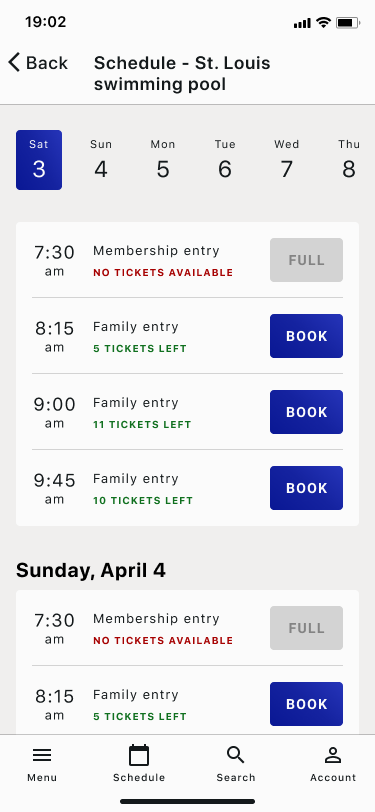 19:02
Back
Schedule - St. Louis
swimming pool
Sat Sun Mon Tue Wed Thu
3 4 5 6 7 8
7:30 am
Membership entry
NO TICKETS AVAILABLE
FULL
8:15 am
Family entry
5 TICKETS LEFT
BOOK
9:00 am
Family entry
11 TICKETS LEFT
BOOK
9:45 am
Family entry
10 TICKETS LEFT
BOOK
Sunday, April 4
7:30 am
Membership entry
NO TICKETS AVAILABLE
FULL
8:15 am
Family entry
5 TICKETS LEFT
BOOK
Menu Schedule Search Account